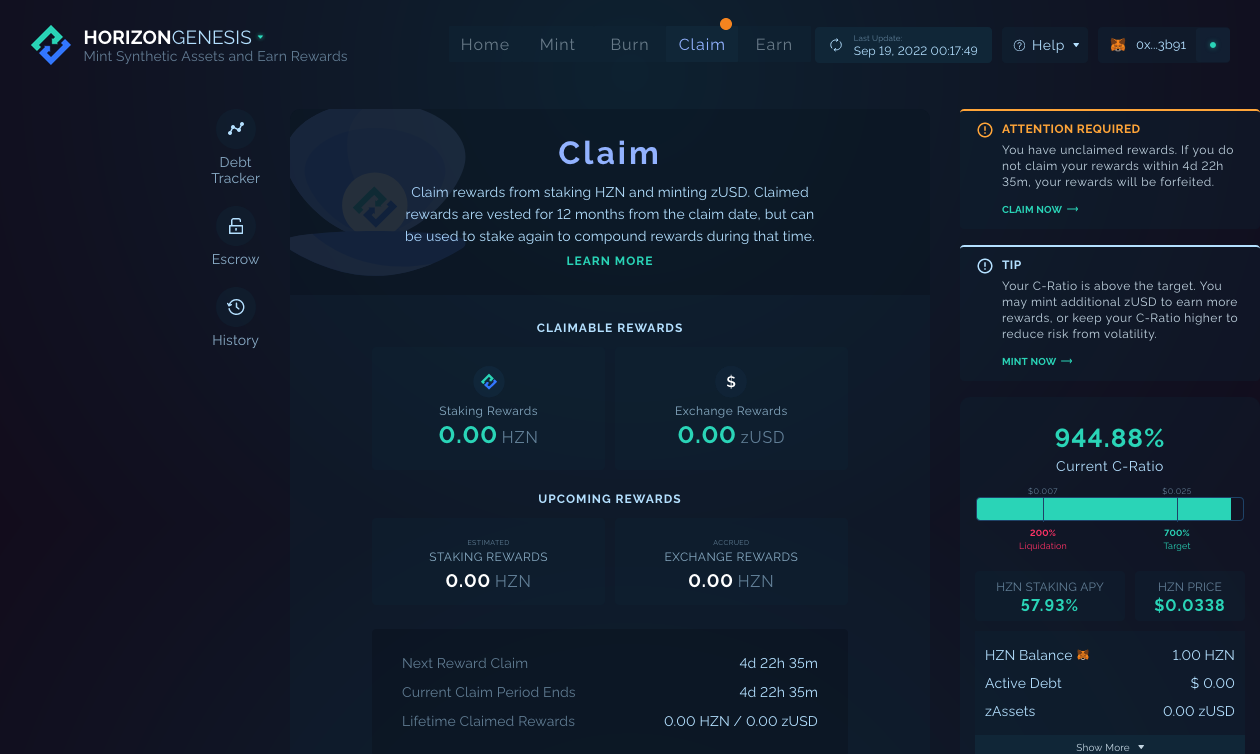 HORIZONGENESIS
Mint Synthetic Assets and Earn Rewards
Home
Mint
Burn
Claim
Earn
Last Update:
Sep 19, 2022 00:17:49
Help
0x...3b91
Debt
Tracker
Escrow
History
Claim
Claim rewards from staking HZN and minting zUSD. Claimed
rewards are vested for 12 months from the claim date, but can
be used to stake again to compound rewards during that time.
LEARN MORE
CLAIMABLE REWARDS
Staking Rewards
0.00 HZN
$
Exchange Rewards
0.00 zUSD
UPCOMING REWARDS
ESTIMATED
STAKING REWARDS
0.00 HZN
ACCRUED
EXCHANGE REWARDS
0.00 HZN
Next Reward Claim 4d 22h 35m
Current Claim Period Ends 4d 22h 35m
Lifetime Claimed Rewards 0.00 HZN / 0.00 zUSD
ATTENTION REQUIRED
You have unclaimed rewards. If you do
not claim your rewards within 4d 22h
35m, your rewards will be forfeited.
CLAIM NOW →
TIP
Your C-Ratio is above the target. You
may mint additional zUSD to earn more
rewards, or keep your C-Ratio higher to
reduce risk from volatility.
MINT NOW →
944.88%
Current C-Ratio
$0.007 $0.025
200% 700%
Liquidation Target
HZN STAKING APY
57.93%
HZN PRICE
$0.0338
HZN Balance 1.00 HZN
Active Debt $ 0.00
zAssets 0.00 zUSD
Show More